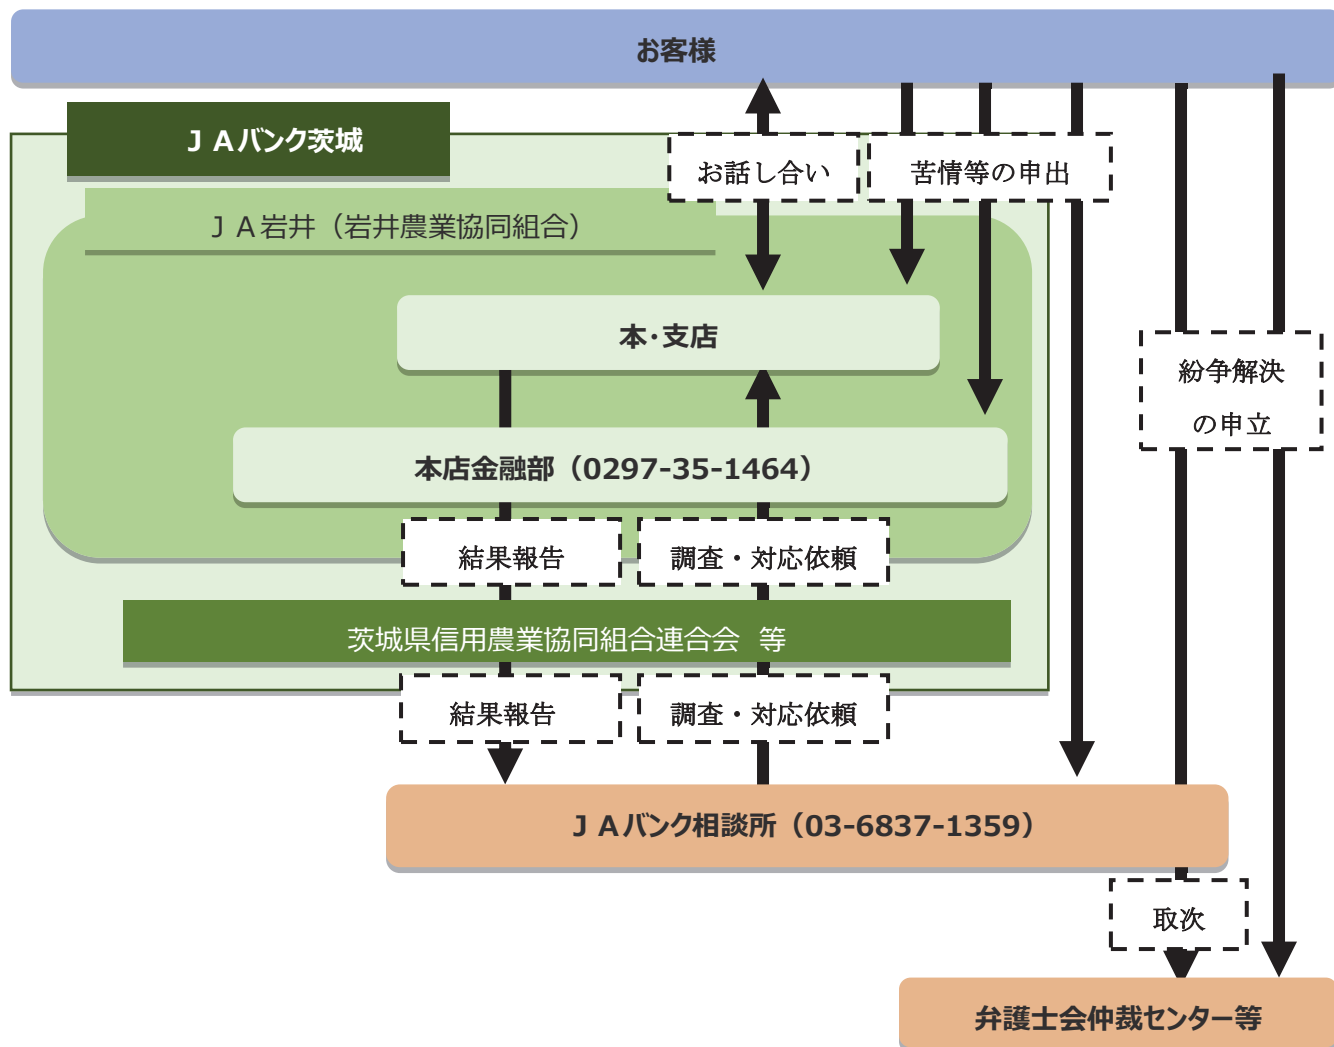 お客様
ＪＡバンク茨城
お話し合い
苦情等の申出
ＪＡ岩井（岩井農業協同組合）
本･支店
紛争解決
の申立
本店金融部（0297-35-1464）
結果報告
調査・対応依頼
茨城県信用農業協同組合連合会 等
結果報告
調査・対応依頼
ＪＡバンク相談所（03-6837-1359）
取次
弁護士会仲裁センター等